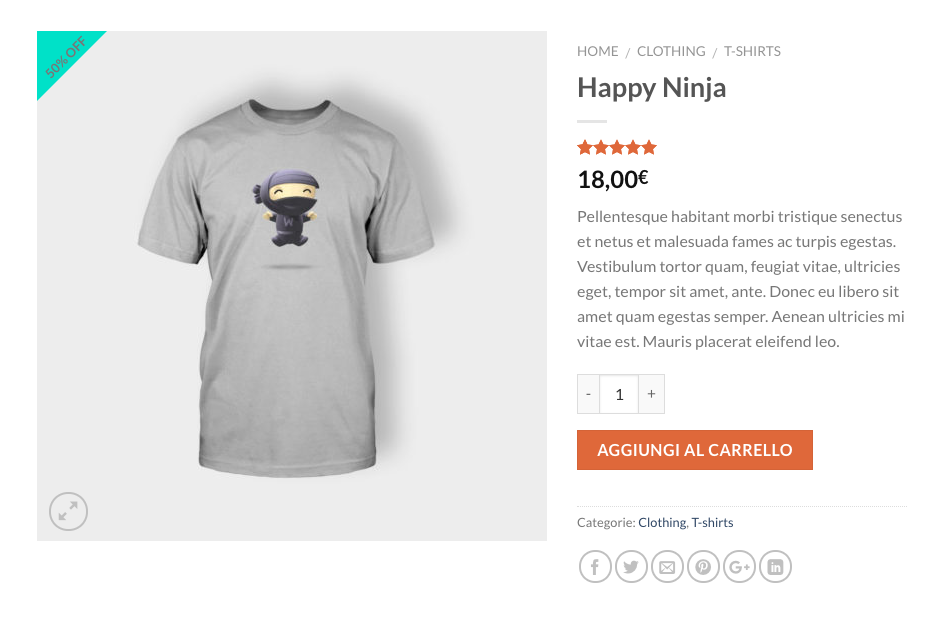 50% OFF
HOME / CLOTHING / T-SHIRTS
Happy Ninja
18,00€
Pellentesque habitant morbi tristique senectus
et netus et malesuada fames ac turpis egestas.
Vestibulum tortor quam, feugiat vitae, ultricies
eget, tempor sit amet, ante. Donec eu libero sit
amet quam egestas semper. Aenean ultricies mi
vitae est. Mauris placerat eleifend leo.
- 1 +
AGGIUNGI AL CARRELLO
Categorie: Clothing, T-shirts
W